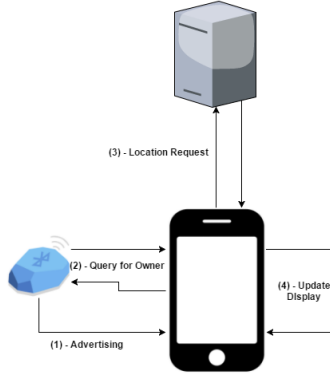 (3) - Location Request
(2) - Query for Owner
(4) - Update
DIsplay
(1) - Advertising